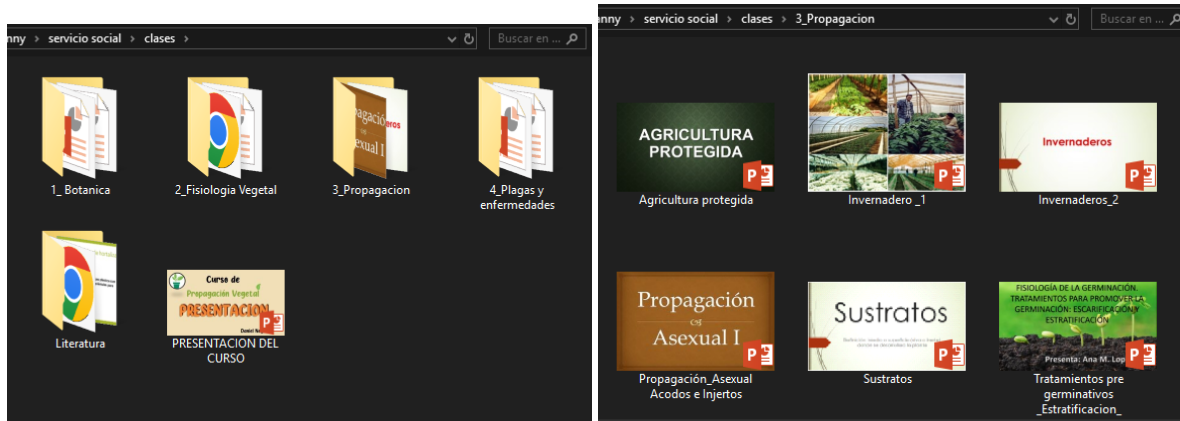 nny > servicio social > clases >
Buscar en ...
1_ Botanica
2_Fisiologia Vegetal
3_Propagacion
4_Plagas y
enfermedades
Literatura
Curso de
Propagación Vegetal
PRESENTACION
PRESENTACION DEL
CURSO
nny > servicio social > clases > 3_Propagacion
Buscar en ...
AGRICULTURA
PROTEGIDA
Agricultura protegida
Invernadero _1
Invernaderos
Invernaderos_2
Propagación
Asexual I
Propagación_Asexual
Acodos e Injertos
Sustratos
Sustratos
FISIOLOGÍA DE LA GERMINACIÓN.
TRATAMIENTOS PARA PROMOVER LA
GERMINACIÓN: ESCARIFICACIÓN Y
ESTRATIFICACIÓN
Presenta: Ana M. Lop
Tratamientos pre
germinativos
_Estratificacion_